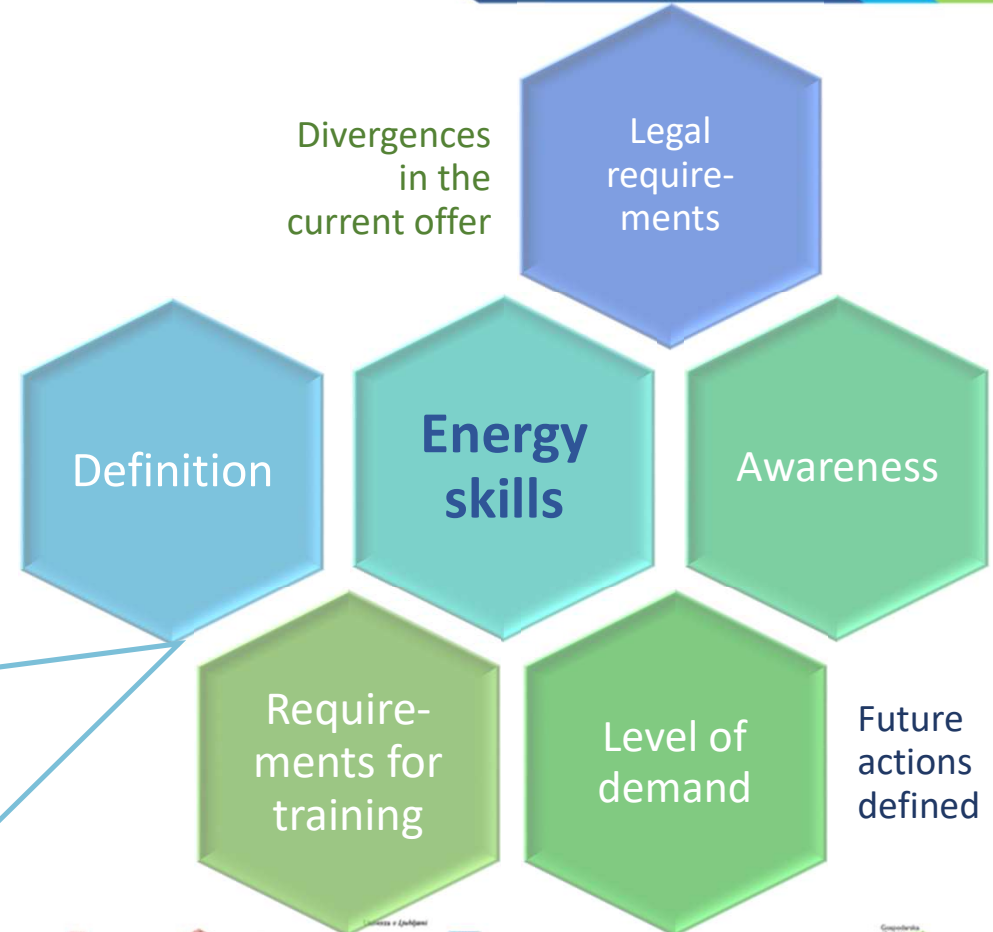 Divergences
in the
current offer
Legal
require-
ments
Definition
Energy
skills
Awareness
Require-
ments for
training
Level of
demand
Future
actions
defined